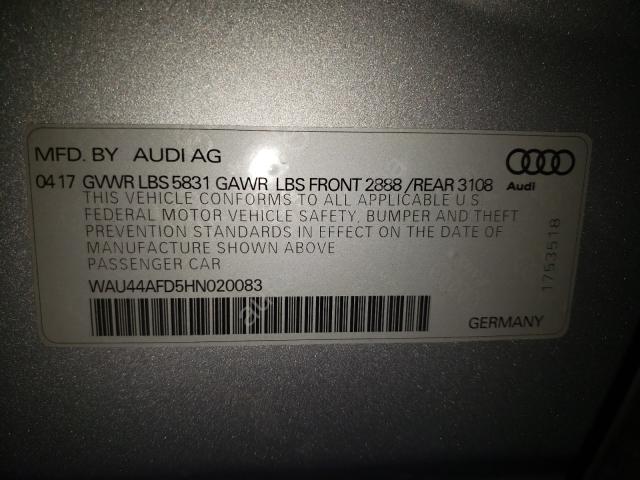 MFD. BY AUDI AG
04 17 GVWR LBS 5831 GAWR LBS FRONT 2888 /REAR 3108
Audi
THIS VEHICLE CONFORMS TO ALL APPLICABLE U.S
FEDERAL MOTOR VEHICLE SAFETY, BUMPER AND THEFT
PREVENTION STANDARDS IN EFFECT ON THE DATE OF
MANUFACTURE SHOWN ABOVE
PASSENGER CAR
1753518
WAU44AFD5HN020083
GERMANY